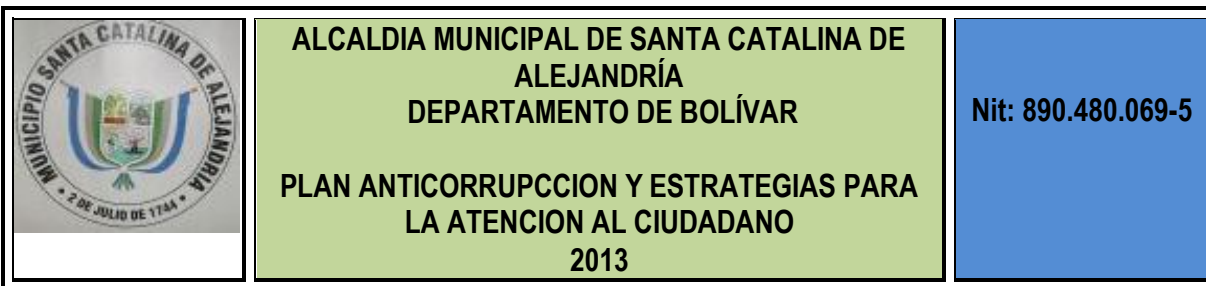 MUNICIPIO SANTA CATALINA DE ALEJANDRIA
• 2 DE JULIO DE 1744 •
ALCALDIA MUNICIPAL DE SANTA CATALINA DE
ALEJANDRÍA
DEPARTAMENTO DE BOLÍVAR
PLAN ANTICORRUPCCION Y ESTRATEGIAS PARA
LA ATENCION AL CIUDADANO
2013
Nit: 890.480.069-5